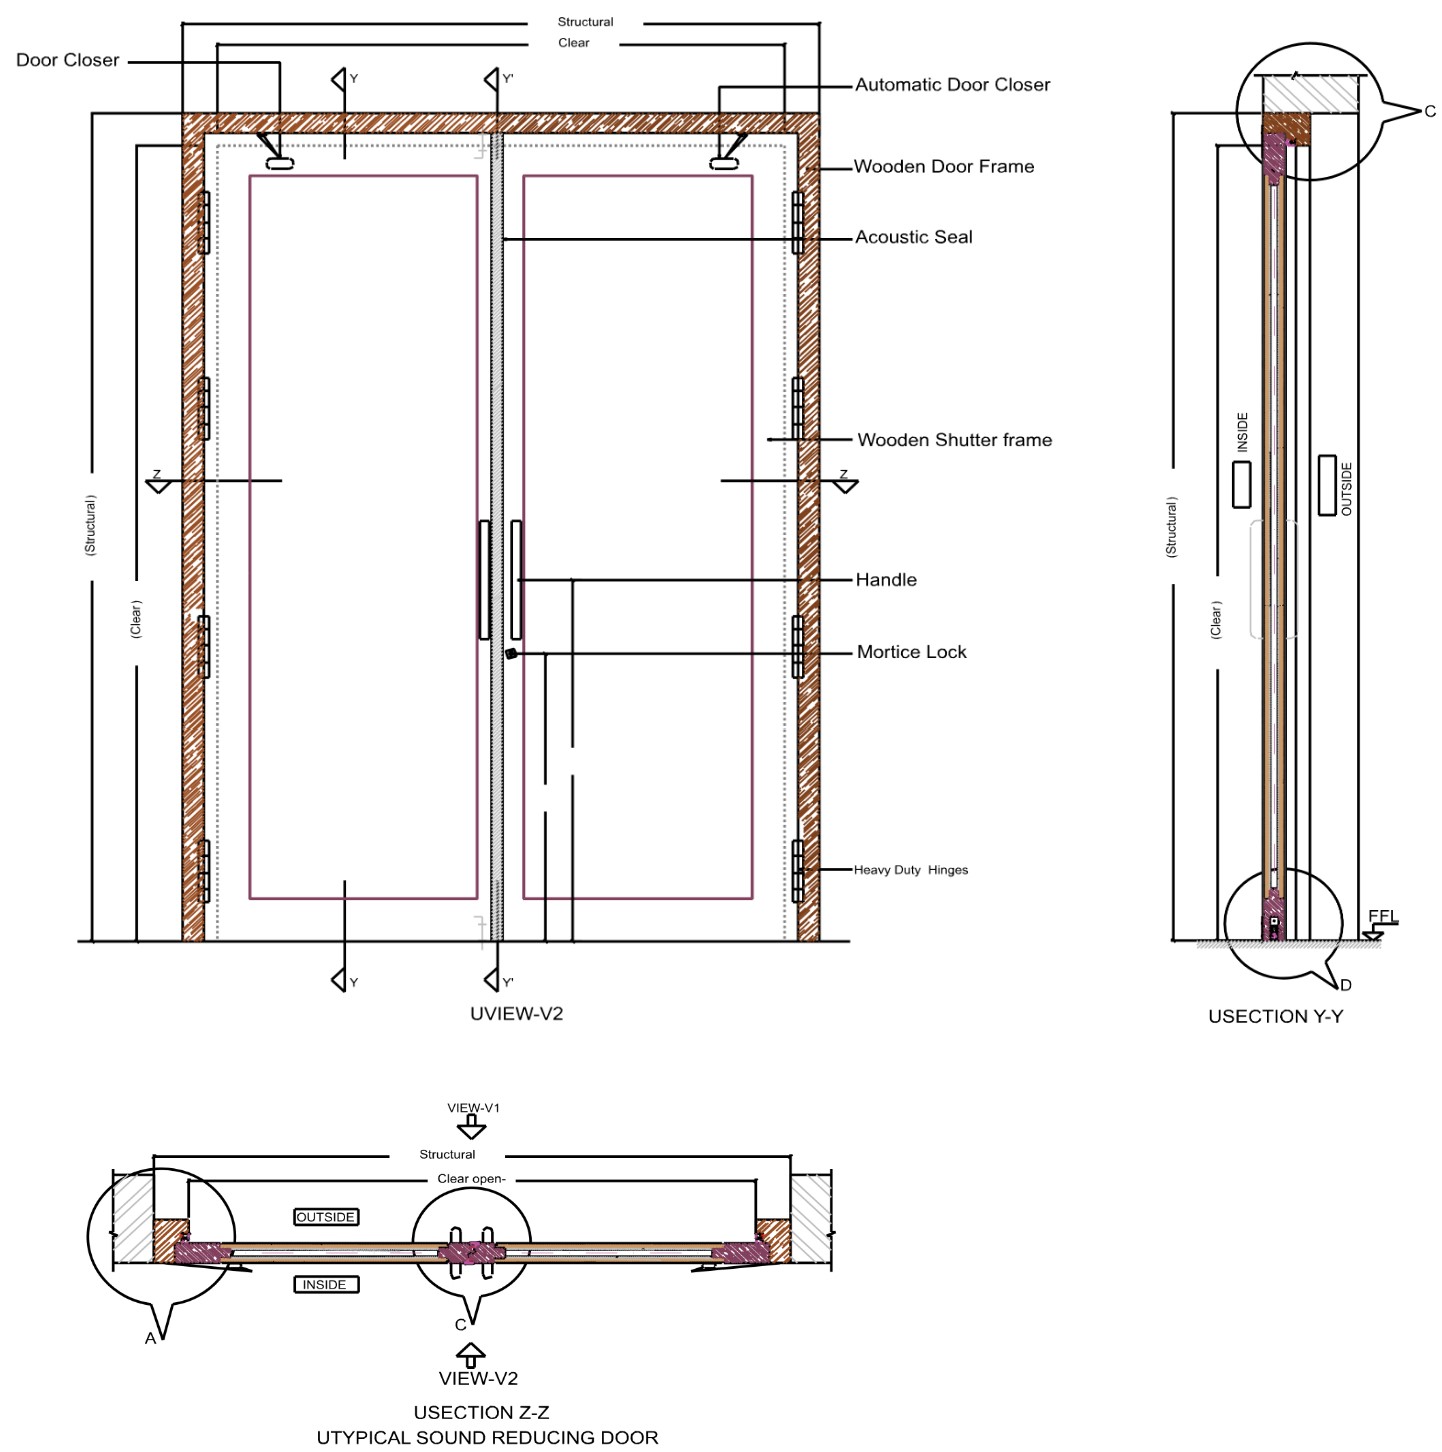 Structural
Clear
Door Closer
Y
Y'
Automatic Door Closer
Wooden Door Frame
Acoustic Seal
Wooden Shutter frame
Z
Z
(Structural)
(Clear)
Handle
Mortice Lock
Heavy Duty Hinges
Y
Y'
UVIEW-V2
C
INSIDE
OUTSIDE
(Structural)
(Clear)
FFL
D
USECTION Y-Y
VIEW-V1
Structural
Clear open-
OUTSIDE
INSIDE
A
C
VIEW-V2
USECTION Z-Z
UTYPICAL SOUND REDUCING DOOR